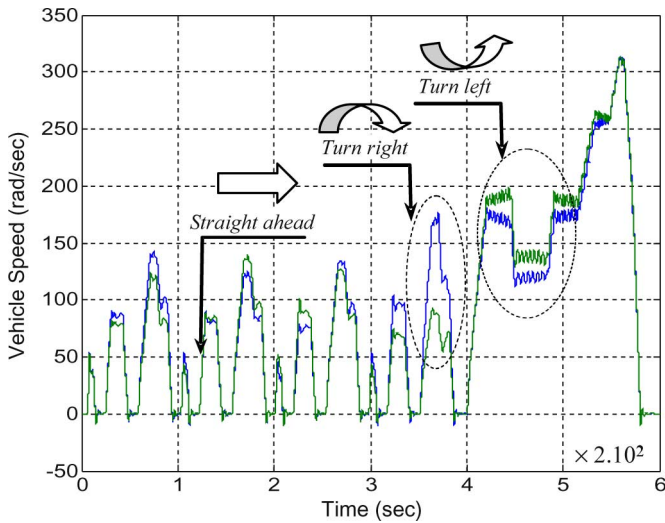 350
300
250
200
150
100
50
0
-50
Vehicle Speed (rad/sec)
Turn left
Turn right
Straight ahead
× 2.10²
0 1 2 3 4 5 6
Time (sec)